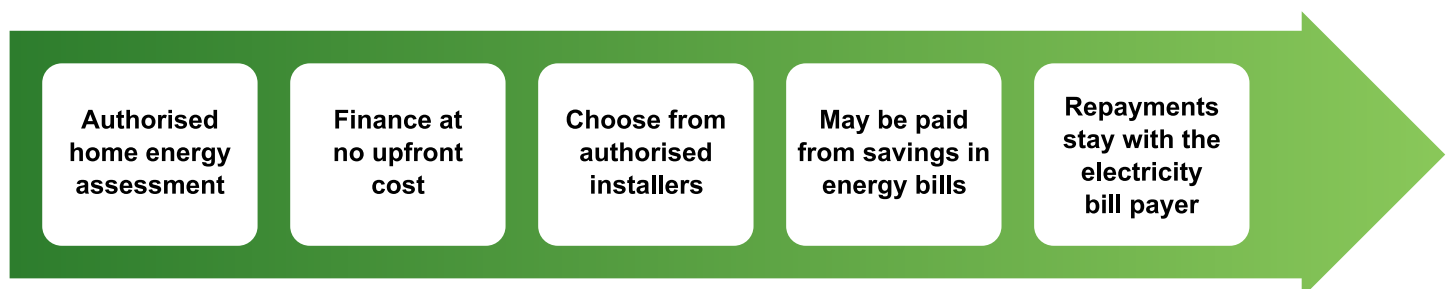 Authorised
home energy
assessment
Finance at
no upfront
cost
Choose from
authorised
installers
May be paid
from savings in
energy bills
Repayments
stay with the
electricity
bill payer